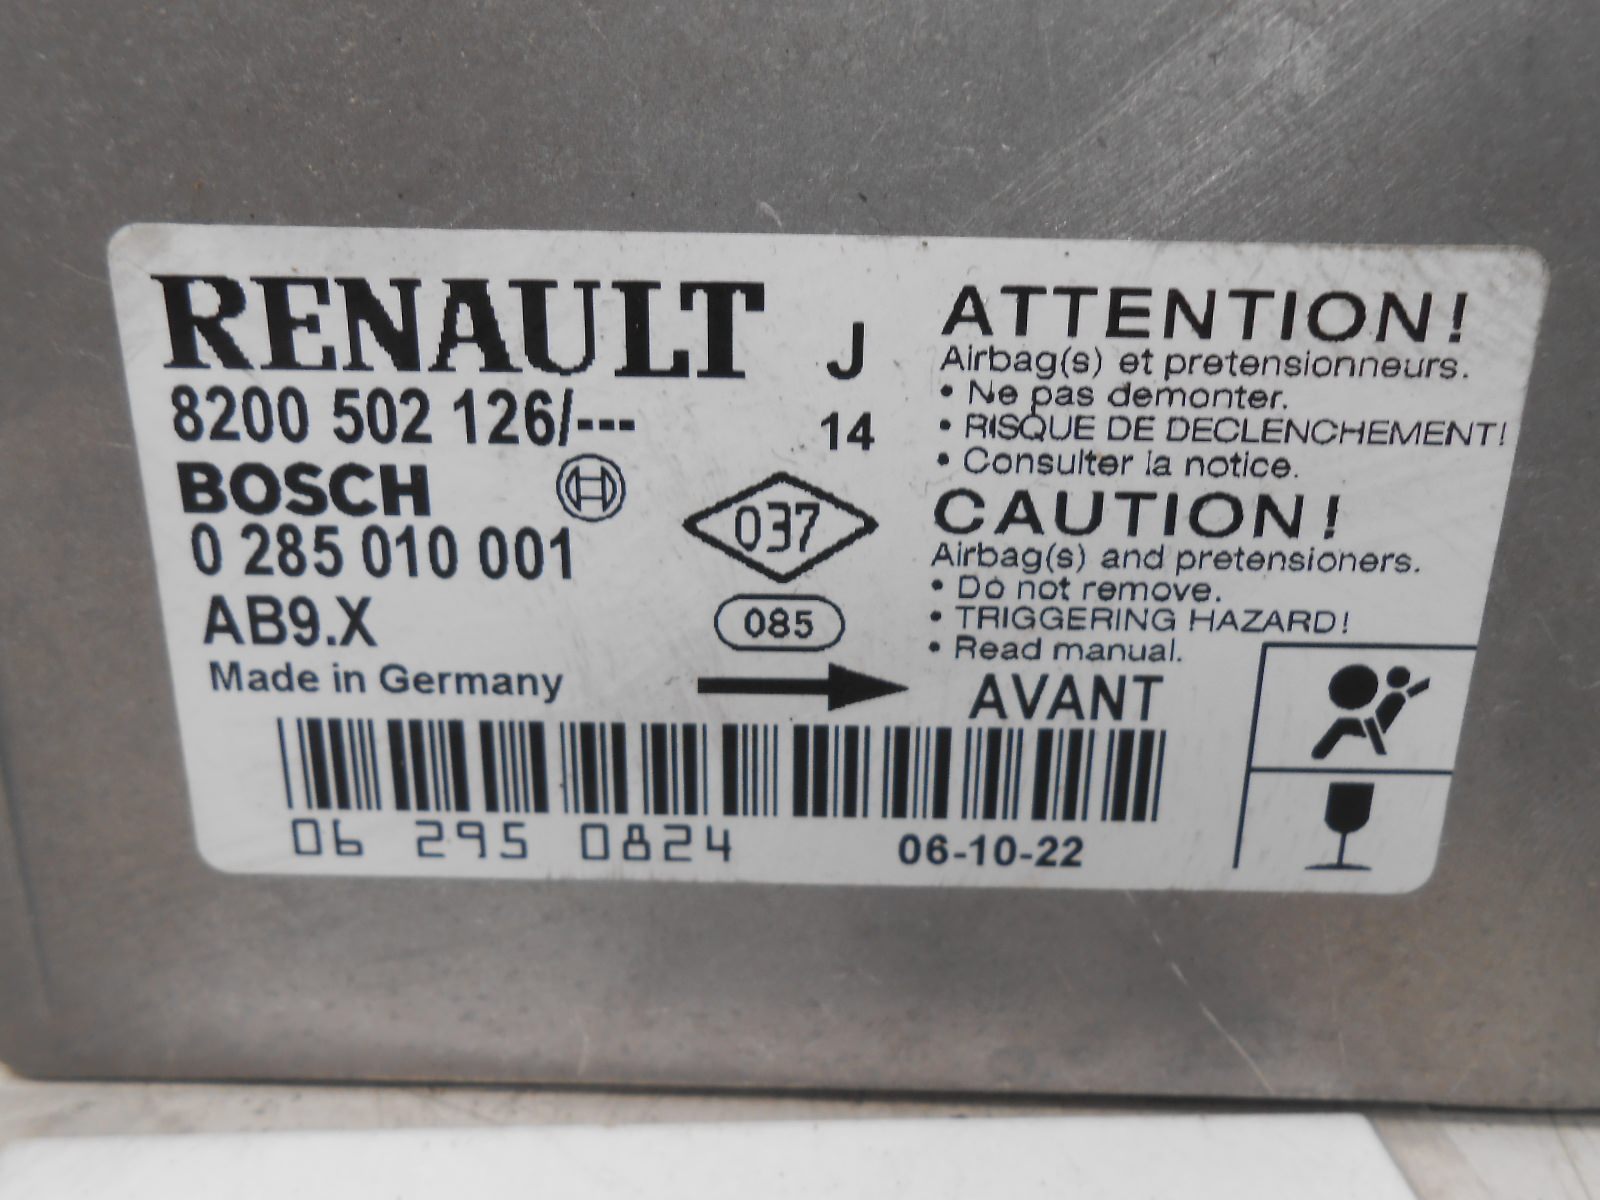 RENAULT J
8200 502 126/--- 14
BOSCH
0 285 010 001
037
AB9.X
085
Made in Germany
AVANT
ATTENTION!
Airbag(s) et pretensionneurs.
• Ne pas demonter.
• RISQUE DE DECLENCHEMENT!
• Consulter la notice.
CAUTION!
Airbag(s) and pretensioners.
• Do not remove.
• TRIGGERING HAZARD!
• Read manual.
06 295 0824
06-10-22